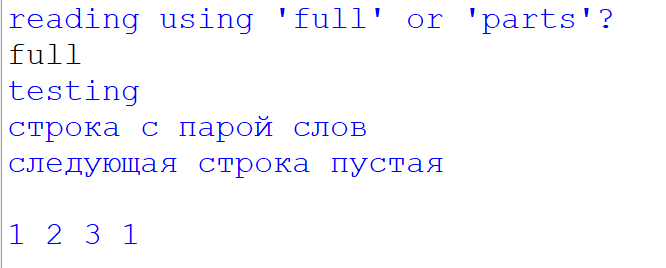 reading using 'full' or 'parts'?
full
testing
строка с парой слов
следующая строка пустая

1 2 3 1